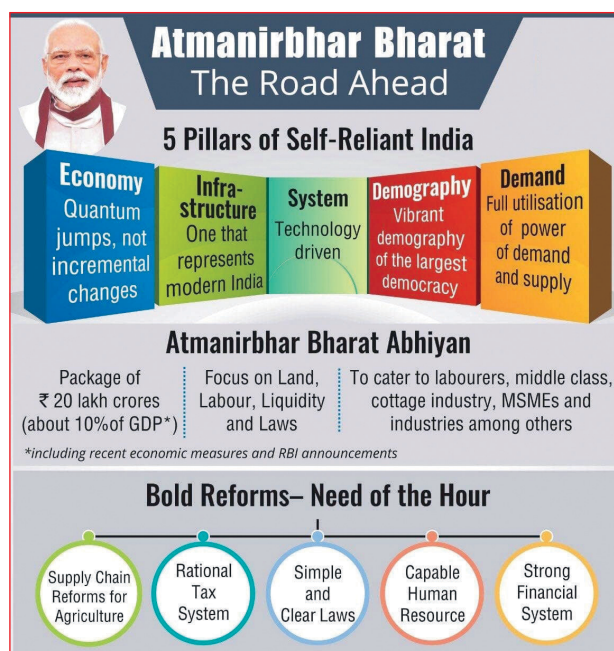 Atmanirbhar Bharat
The Road Ahead
5 Pillars of Self-Reliant India
Economy
Quantum
jumps, not
incremental
changes
Infra-
structure
One that
represents
modern India
System
Technology
driven
Demography
Vibrant
demography
of the largest
democracy
Demand
Full utilisation
of power
of demand
and supply
Atmanirbhar Bharat Abhiyan
Package of
₹ 20 lakh crores
(about 10%of GDP*)
Focus on Land,
Labour, Liquidity
and Laws
To cater to labourers, middle class,
cottage industry, MSMEs and
industries among others
*including recent economic measures and RBI announcements
Bold Reforms– Need of the Hour
Supply Chain
Reforms for
Agriculture
Rational
Tax
System
Simple
and
Clear Laws
Capable
Human
Resource
Strong
Financial
System